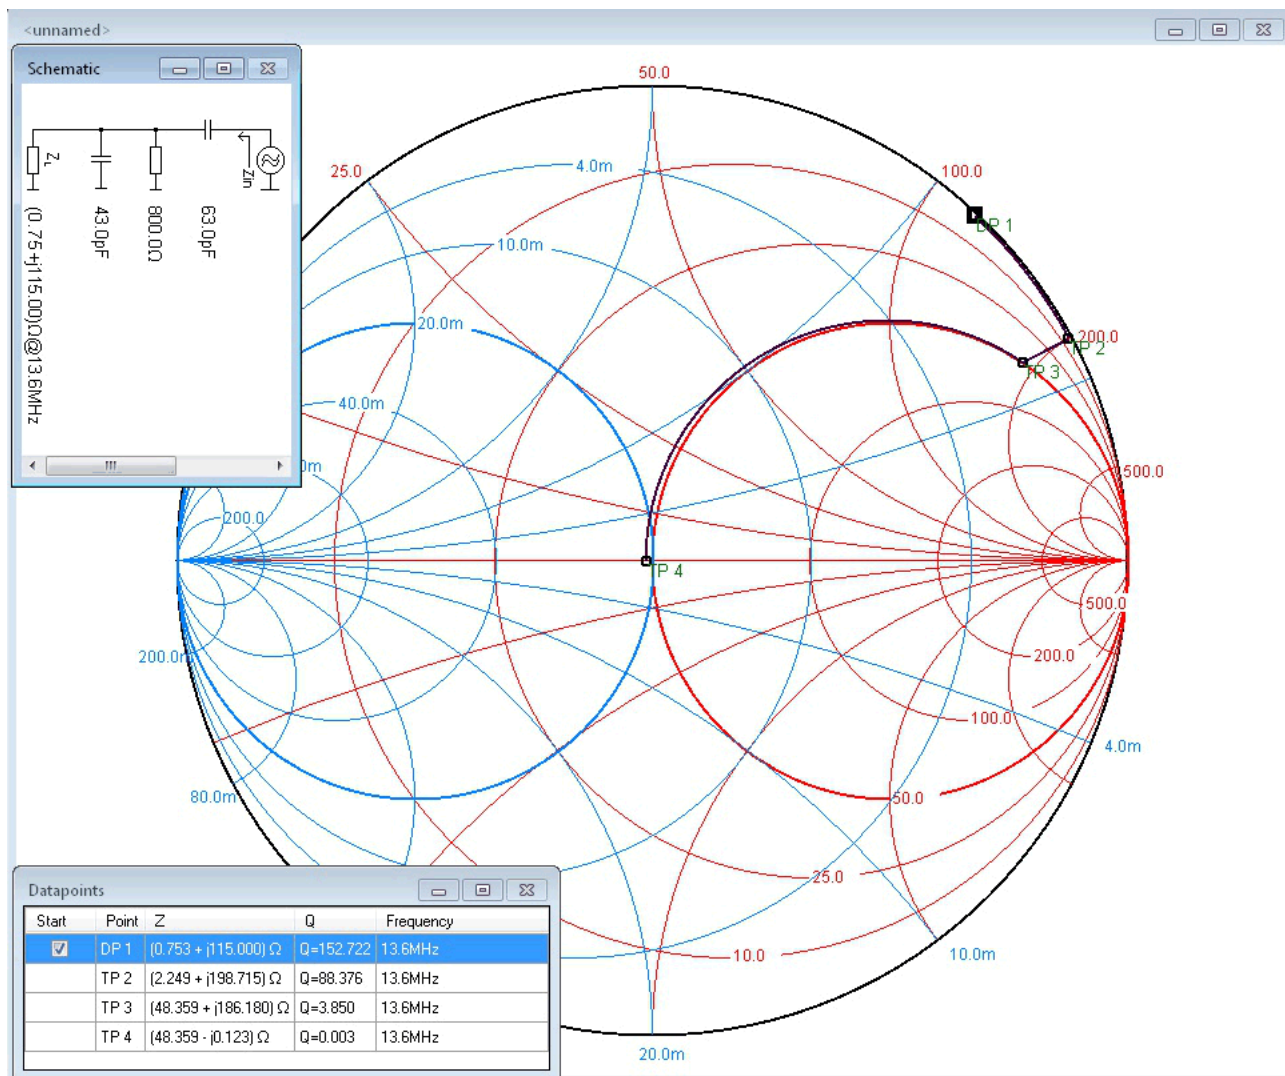 <unnamed>
Schematic
Zin
ZL
63.0pF
800.0Ω
43.0pF
(0.75+j115.00)Ω@13.6MHz
50.0
25.0
4.0m
100.0
DP 1
10.0m
20.0m
200.0
TP 2
TP 3
40.0m
500.0
200.0
TP 4
500.0
200.0m
200.0
100.0
4.0m
80.0m
50.0
25.0
10.0
10.0m
20.0m
Datapoints
Start Point Z Q Frequency
DP 1 (0.753 + j115.000) Ω Q=152.722 13.6MHz
TP 2 (2.249 + j198.715) Ω Q=88.376 13.6MHz
TP 3 (48.359 + j186.180) Ω Q=3.850 13.6MHz
TP 4 (48.359 - j0.123) Ω Q=0.003 13.6MHz